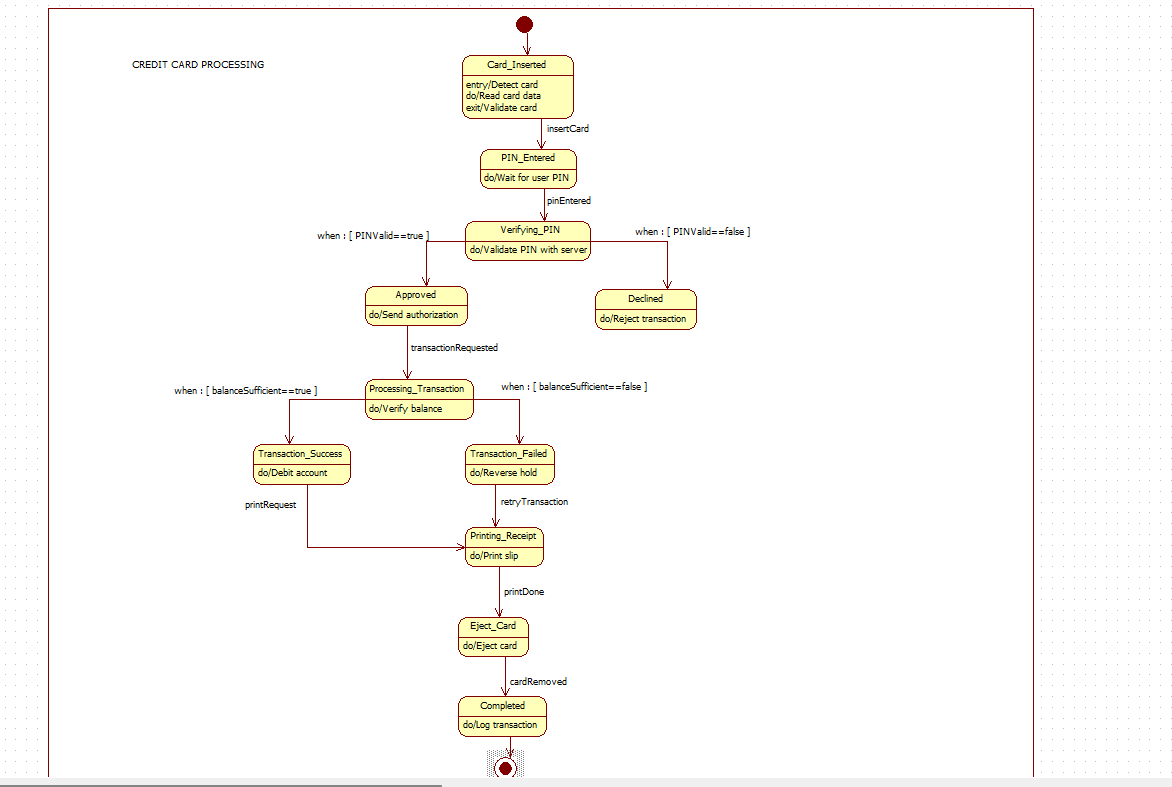 CREDIT CARD PROCESSING
Card_Inserted
entry/Detect card
do/Read card data
exit/Validate card
insertCard
PIN_Entered
do/Wait for user PIN
pinEntered
when : [ PINValid==true ]
Verifying_PIN
do/Validate PIN with server
when : [ PINValid==false ]
Approved
do/Send authorization
Declined
do/Reject transaction
transactionRequested
when : [ balanceSufficient==true ]
Processing_Transaction
do/Verify balance
when : [ balanceSufficient==false ]
Transaction_Success
do/Debit account
Transaction_Failed
do/Reverse hold
printRequest
retryTransaction
Printing_Receipt
do/Print slip
printDone
Eject_Card
do/Eject card
cardRemoved
Completed
do/Log transaction